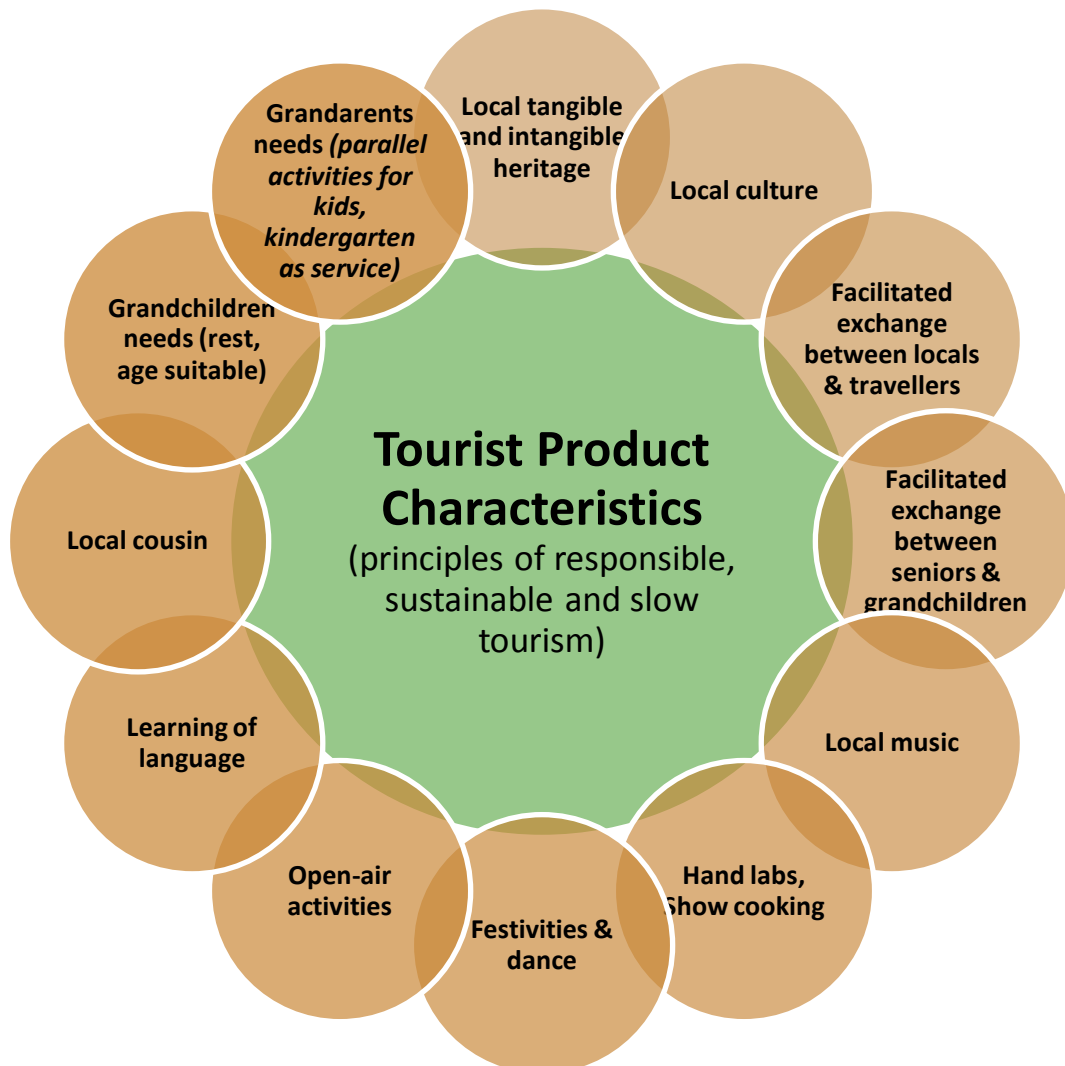 Tourist Product
Characteristics
(principles of responsible,
sustainable and slow
tourism)
Local tangible
and intangible
heritage
Local culture
Facilitated
exchange
between locals
& travellers
Facilitated
exchange
between
seniors &
grandchildren
Local music
Hand labs,
Show cooking
Festivities &
dance
Open-air
activities
Learning of
language
Local cousin
Grandchildren
needs (rest,
age suitable)
Grandarents
needs (parallel
activities for
kids,
kindergarten
as service)